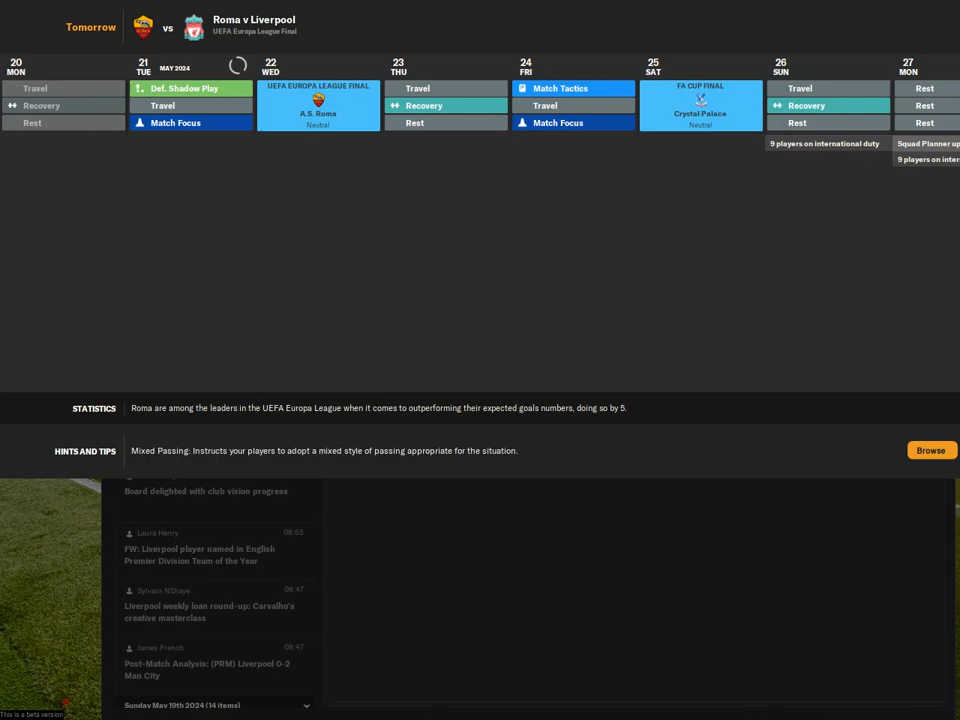 Tomorrow
vs
Roma v Liverpool
UEFA Europa League Final
20
MON
21
TUE
MAY 2024
22
WED
23
THU
24
FRI
25
SAT
26
SUN
27
MON
Travel
Recovery
Rest
Def. Shadow Play
Travel
Match Focus
UEFA EUROPA LEAGUE FINAL
A.S. Roma
Neutral
Travel
Recovery
Rest
Match Tactics
Travel
Match Focus
FA CUP FINAL
Crystal Palace
Neutral
Travel
Recovery
Rest
Rest
Rest
Rest
9 players on international duty
Squad Planner up
9 players on inter
STATISTICS
Roma are among the leaders in the UEFA Europa League when it comes to outperforming their expected goals numbers, doing so by 5.
HINTS AND TIPS
Mixed Passing: Instructs your players to adopt a mixed style of passing appropriate for the situation.
Browse
Board delighted with club vision progress
Laura Henry
08:55
FW: Liverpool player named in English
Premier Division Team of the Year
Sylvain N'Diaye
08:47
Liverpool weekly loan round-up: Carvalho's
creative masterclass
James French
08:47
Post-Match Analysis: (PRM) Liverpool 0-2
Man City
Sunday May 19th 2024 (14 items)
This is a beta version